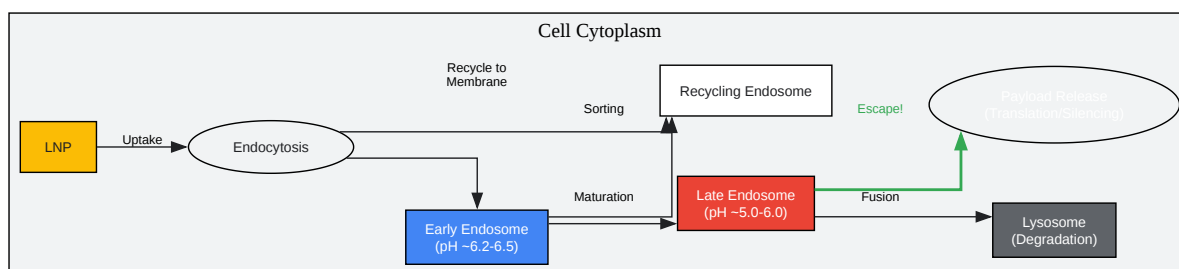 Cell Cytoplasm
Recycle to
Membrane
Recycling Endosome
Sorting
Escape!
Payload Release
(Translation/Silencing)
LNP
Uptake
Endocytosis
Maturation
Late Endosome
(pH ~5.0-6.0)
Fusion
Early Endosome
(pH ~6.2-6.5)
Lysosome
(Degradation)